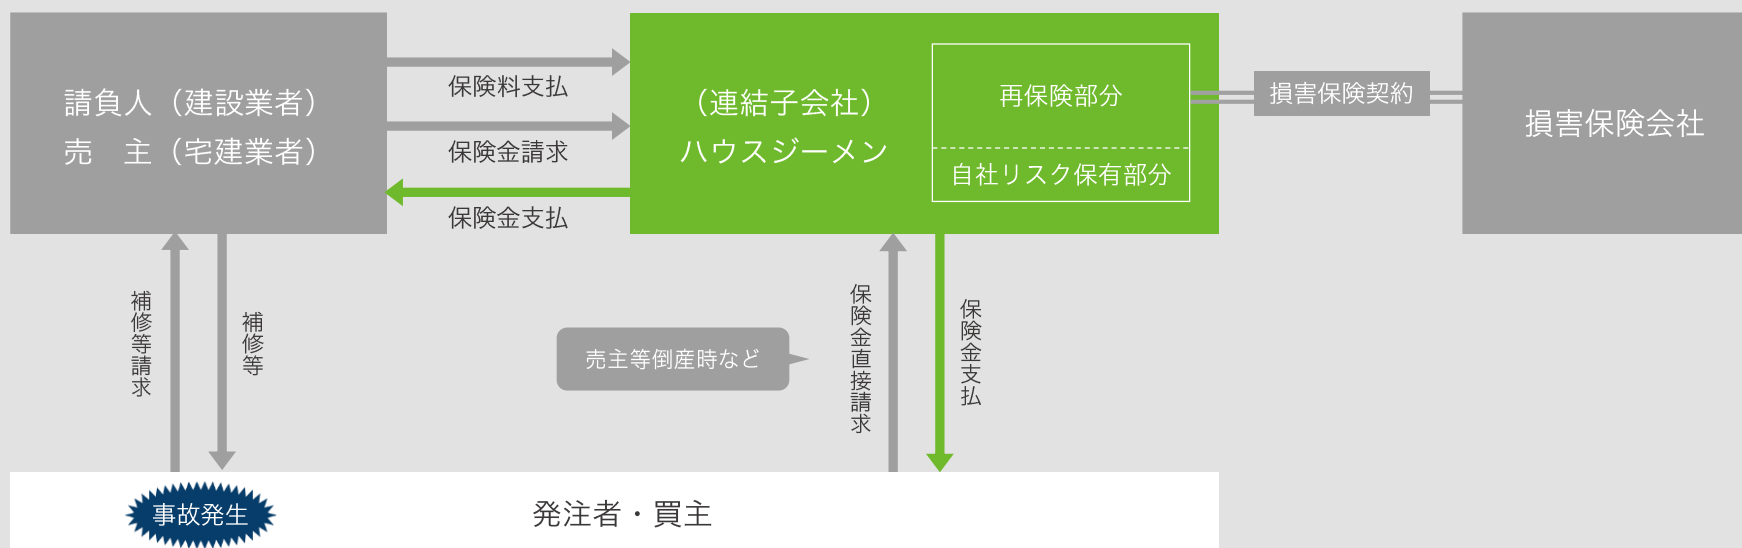 請負人（建設業者）
売　主（宅建業者）
保険料支払
保険金請求
保険金支払
（連結子会社）
ハウスジーメン
再保険部分
自社リスク保有部分
損害保険契約
損害保険会社
補修等請求
補修等
売主等倒産時など
保険金直接請求
保険金支払
事故発生
発注者・買主